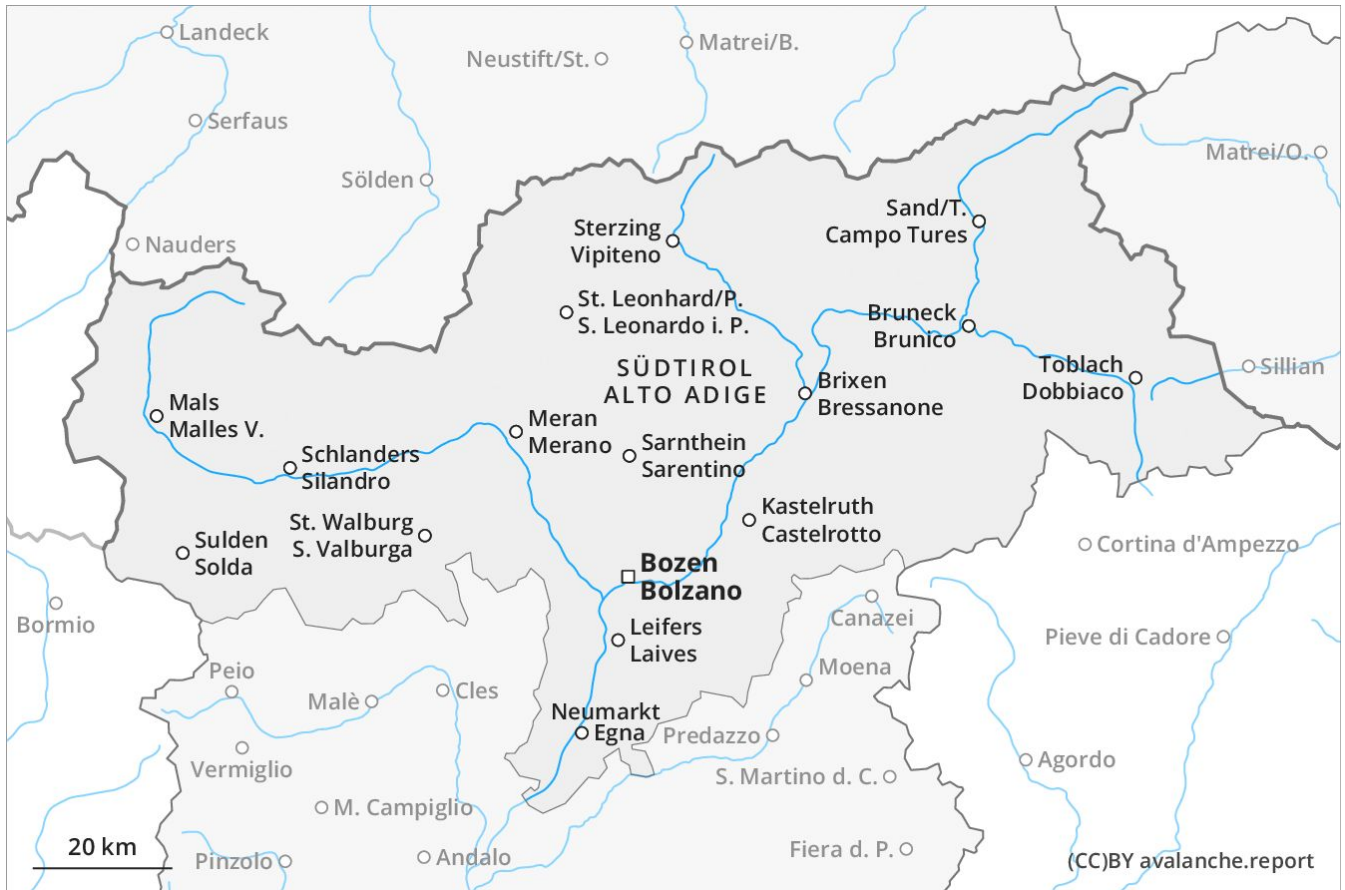 Landeck
Matrei/B.
Neustift/St.
Serfaus
Matrei/O.
Sölden
Sand/T.
Campo Tures
Sterzing
Vipiteno
Nauders
St. Leonhard/P.
S. Leonardo i. P.
Bruneck
Brunico
SÜDTIROL
ALTO ADIGE
Toblach
Dobbiaco
Sillian
Brixen
Bressanone
Mals
Malles V.
Meran
Merano
Sarnthein
Sarentino
Schlanders
Silandro
Kastelruth
Castelrotto
St. Walburg
S. Valburga
Sulden
Solda
Cortina d'Ampezzo
Bozen
Bolzano
Bormio
Canazei
Leifers
Laives
Pieve di Cadore
Peio
Moena
Malè
Cles
Neumarkt
Egna
Predazzo
Vermiglio
Agordo
S. Martino d. C.
M. Campiglio
20 km
Pinzolo
Andalo
Fiera d. P.
(CC)BY avalanche.report